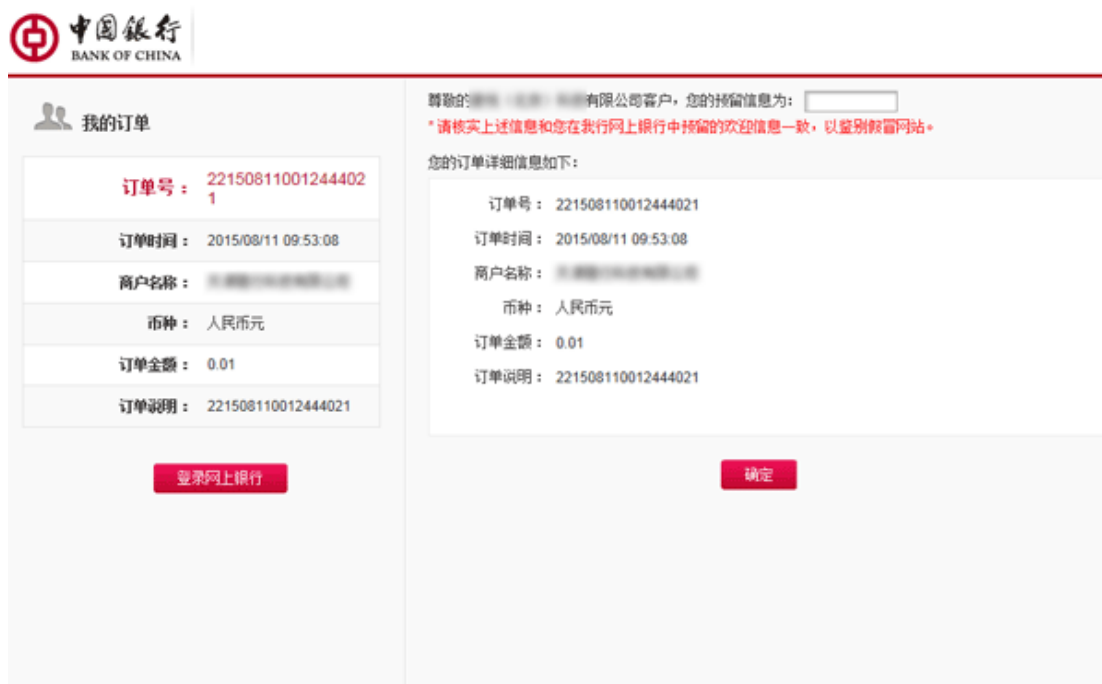 中国銀行
BANK OF CHINA
我的订单
订单号： 22150811001244402
1
订单时间： 2015/08/11 09:53:08
商户名称：
币种： 人民币元
订单金额： 0.01
订单说明： 221508110012444021
登录网上银行
尊敬的 有限公司客户，您的预留信息为：
*请核实上述信息和您在我行网上银行中预留的欢迎信息一致，以鉴别假冒网站。
您的订单详细信息如下：
订单号： 221508110012444021
订单时间： 2015/08/11 09:53:08
商户名称：
币种： 人民币元
订单金额： 0.01
订单说明： 221508110012444021
确定